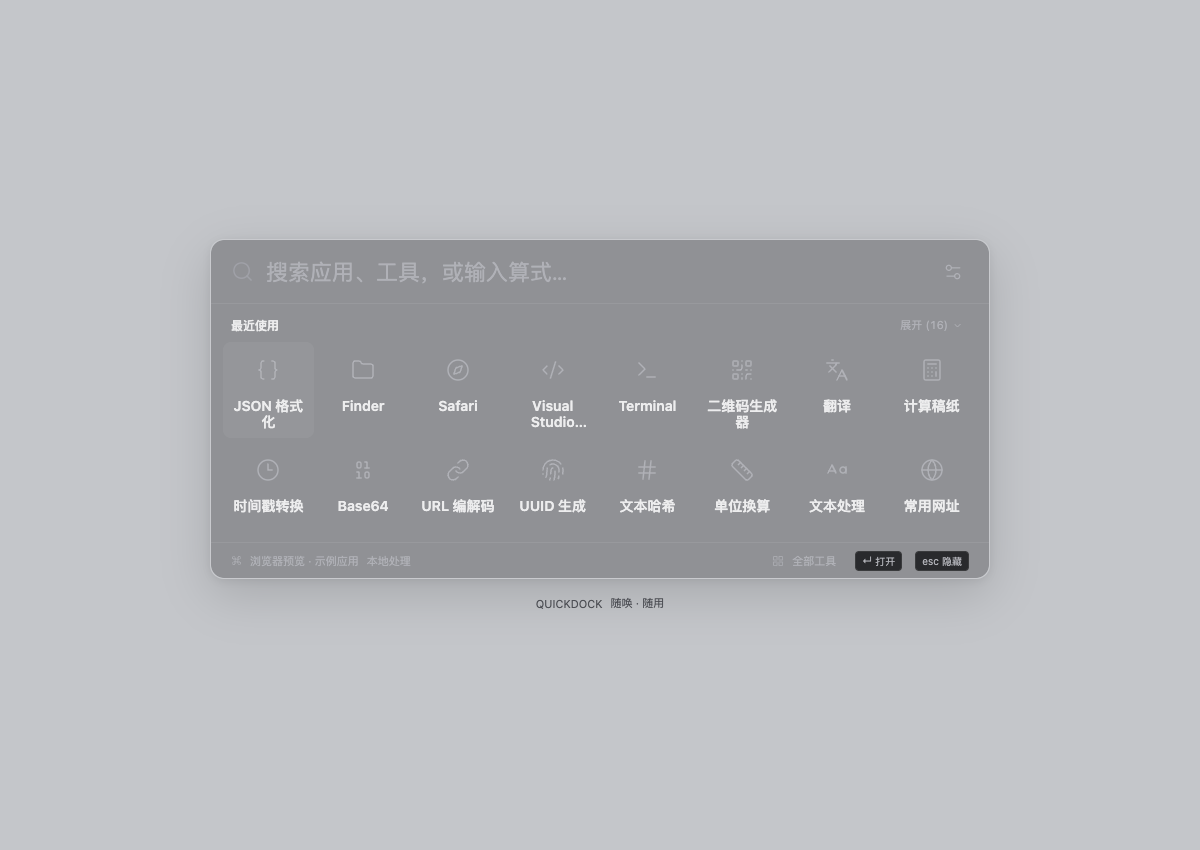 搜索应用、工具，或输入算式...
最近使用
展开 (16)
JSON 格式
化
Finder
Safari
Visual
Studio...
Terminal
二维码生成
器
翻译
计算稿纸
时间戳转换
Base64
URL 编解码
UUID 生成
文本哈希
单位换算
文本处理
常用网址
⌘ 浏览器预览 · 示例应用 本地处理
全部工具
↵ 打开
esc 隐藏
QUICKDOCK 随唤 · 随用